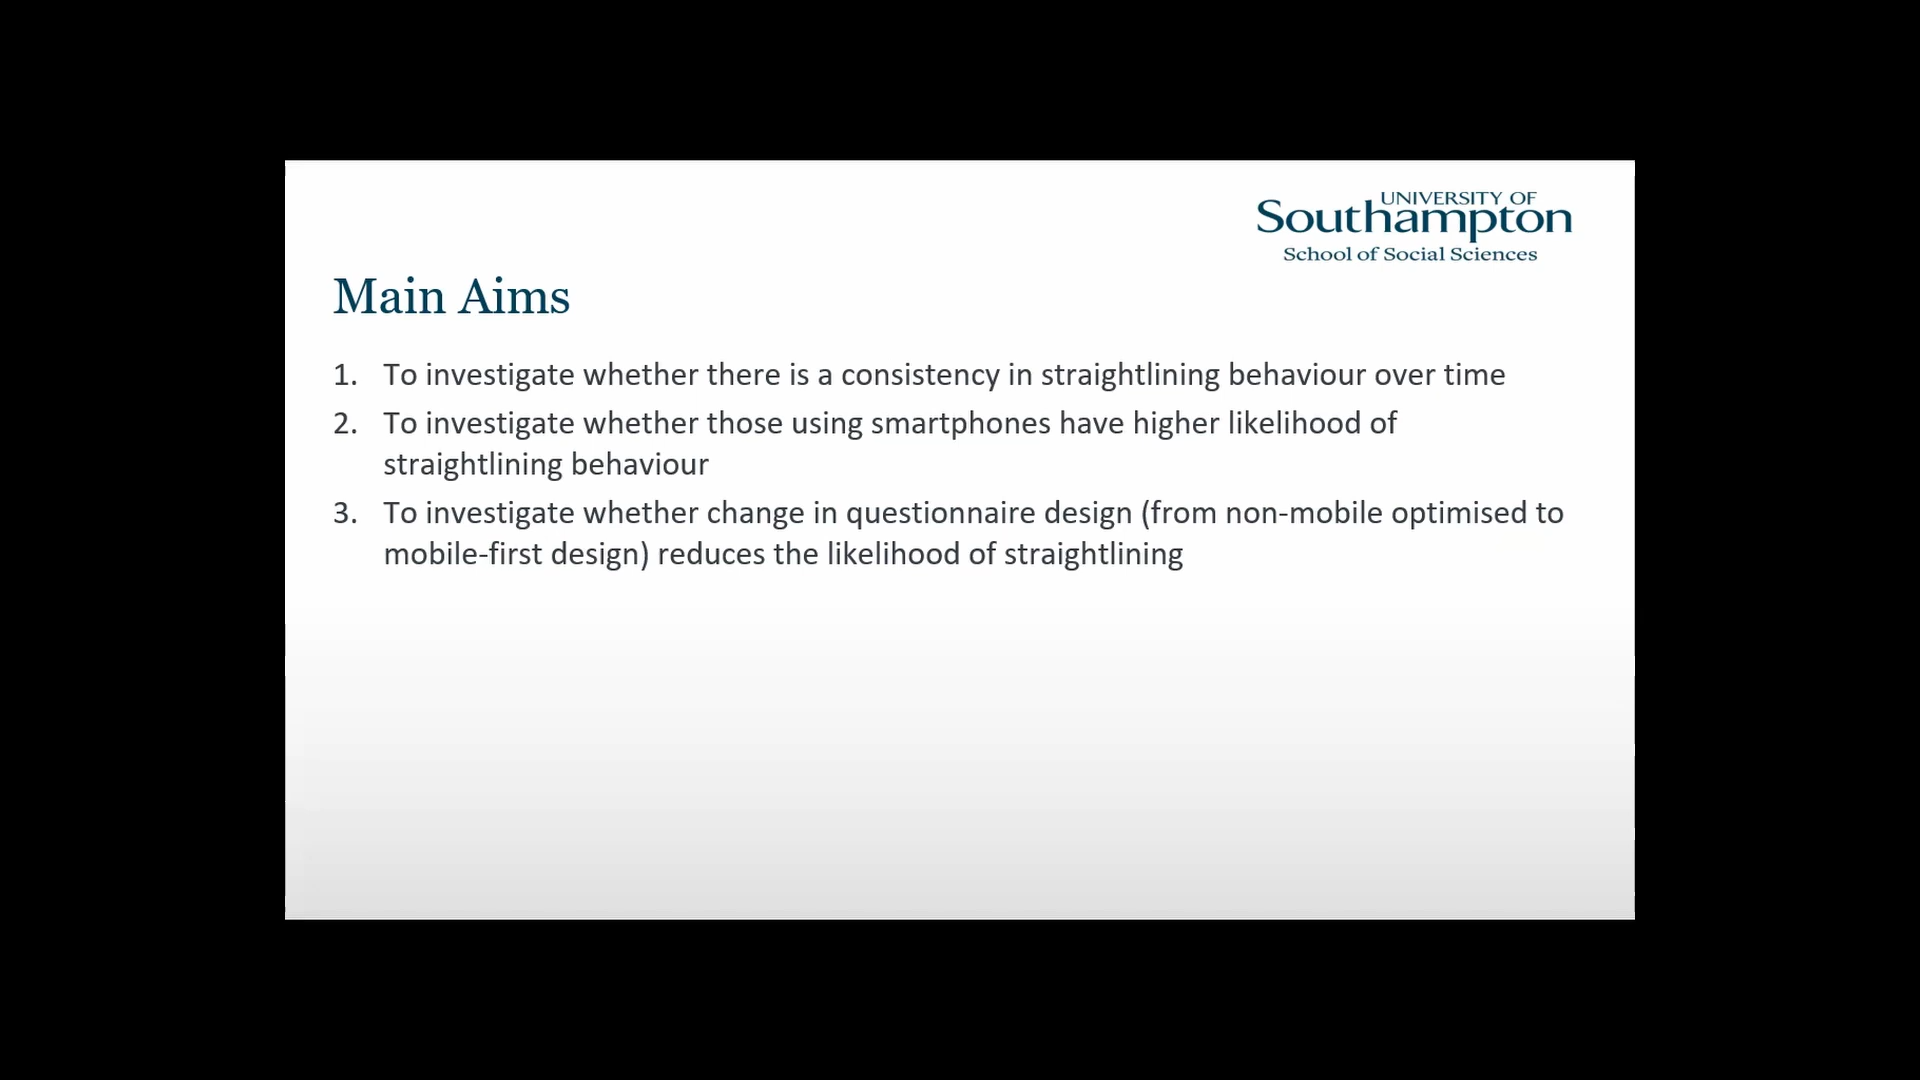 UNIVERSITY OF
Southampton
School of Social Sciences
Main Aims
1. To investigate whether there is a consistency in straightlining behaviour over time
2. To investigate whether those using smartphones have higher likelihood of
straightlining behaviour
3. To investigate whether change in questionnaire design (from non-mobile optimised to
mobile-first design) reduces the likelihood of straightlining